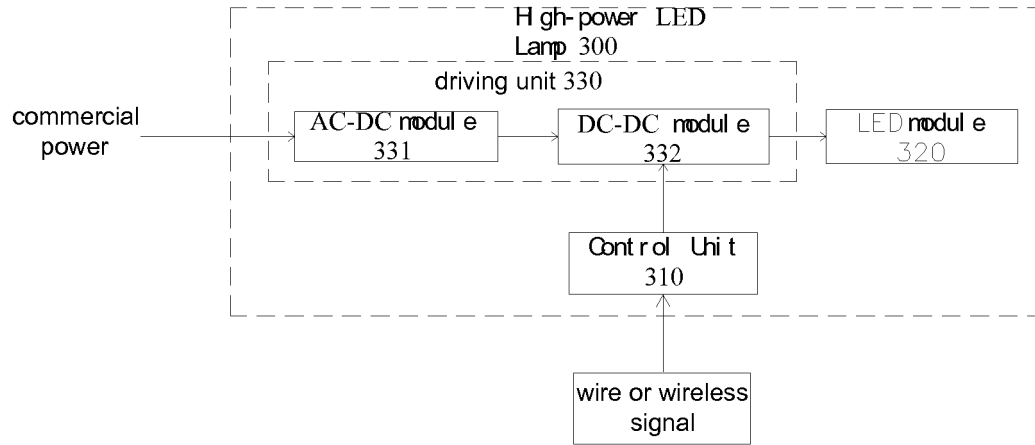 High-power LED
Lamp 300
driving unit 330
commercial
power
AC-DC module
331
DC-DC module
332
LED module
320
Control Unit
310
wire or wireless
signal